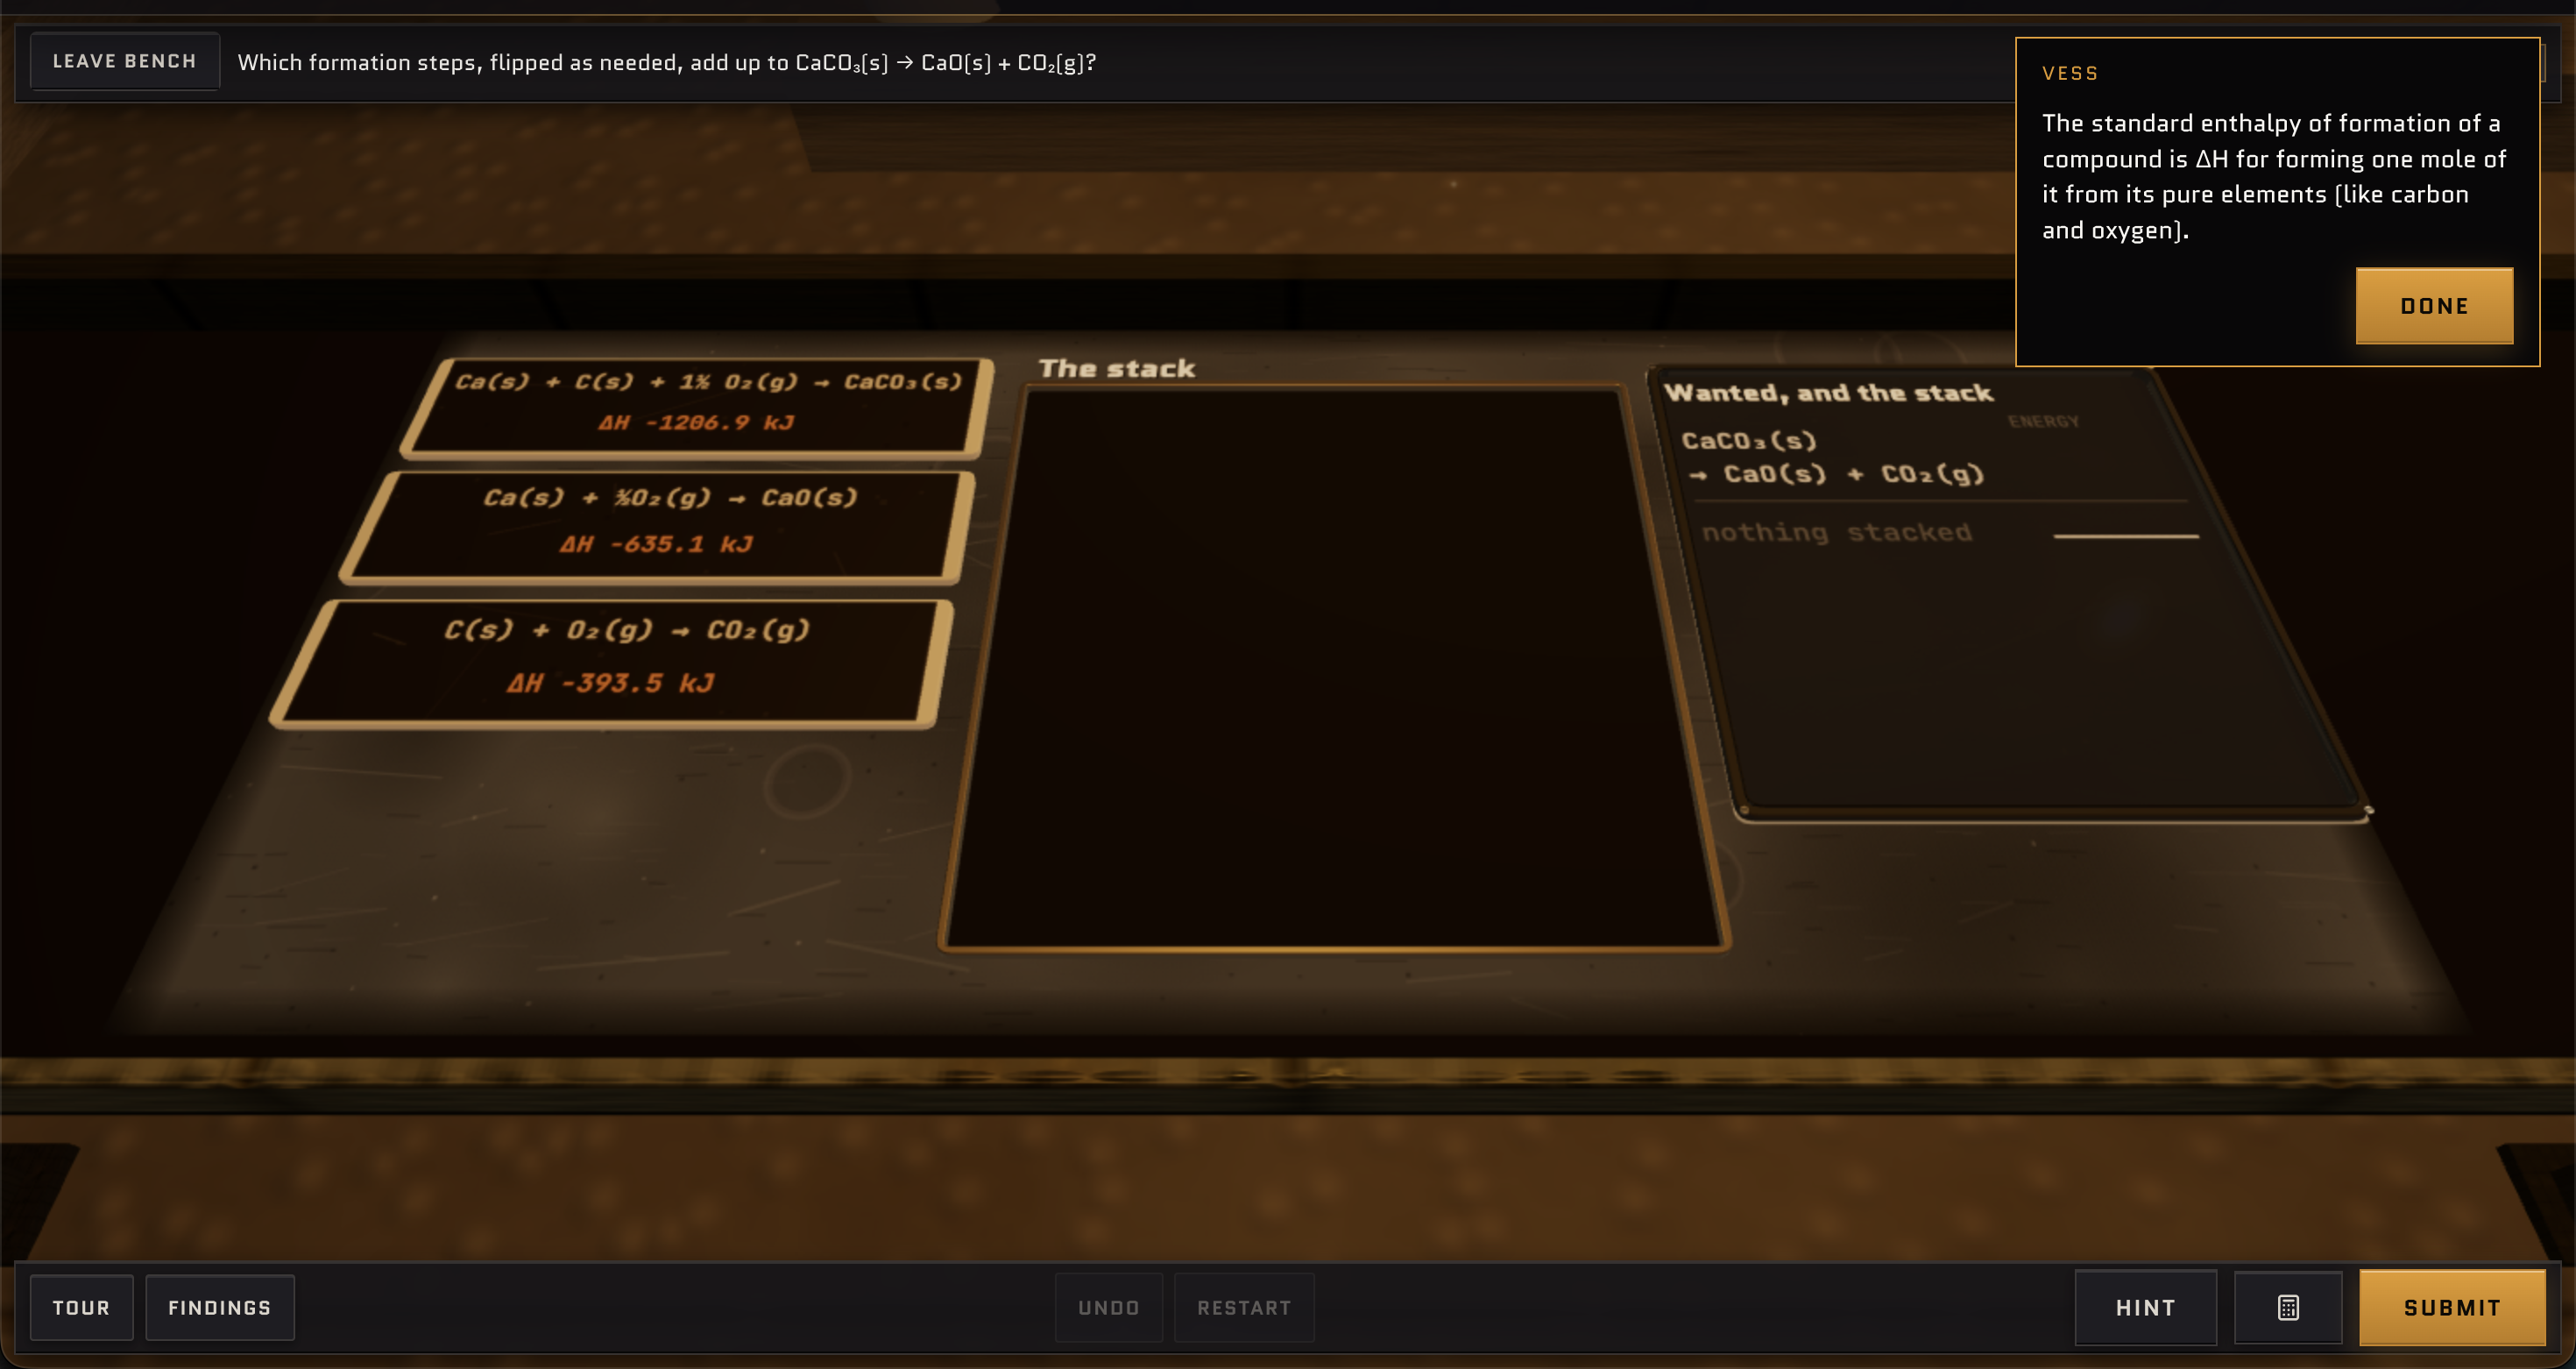 LEAVE BENCH
Which formation steps, flipped as needed, add up to CaCO₃(s) → CaO(s) + CO₂(g)?
VESS
The standard enthalpy of formation of a
compound is ΔH for forming one mole of
it from its pure elements (like carbon
and oxygen).
DONE
Ca(s) + C(s) + 1½ O₂(g) → CaCO₃(s)
ΔH -1206.9 kJ
Ca(s) + ½O₂(g) → CaO(s)
ΔH -635.1 kJ
C(s) + O₂(g) → CO₂(g)
ΔH -393.5 kJ
The stack
Wanted, and the stack
ENERGY
CaCO₃(s)
→ CaO(s) + CO₂(g)
nothing stacked
TOUR
FINDINGS
UNDO
RESTART
HINT
SUBMIT